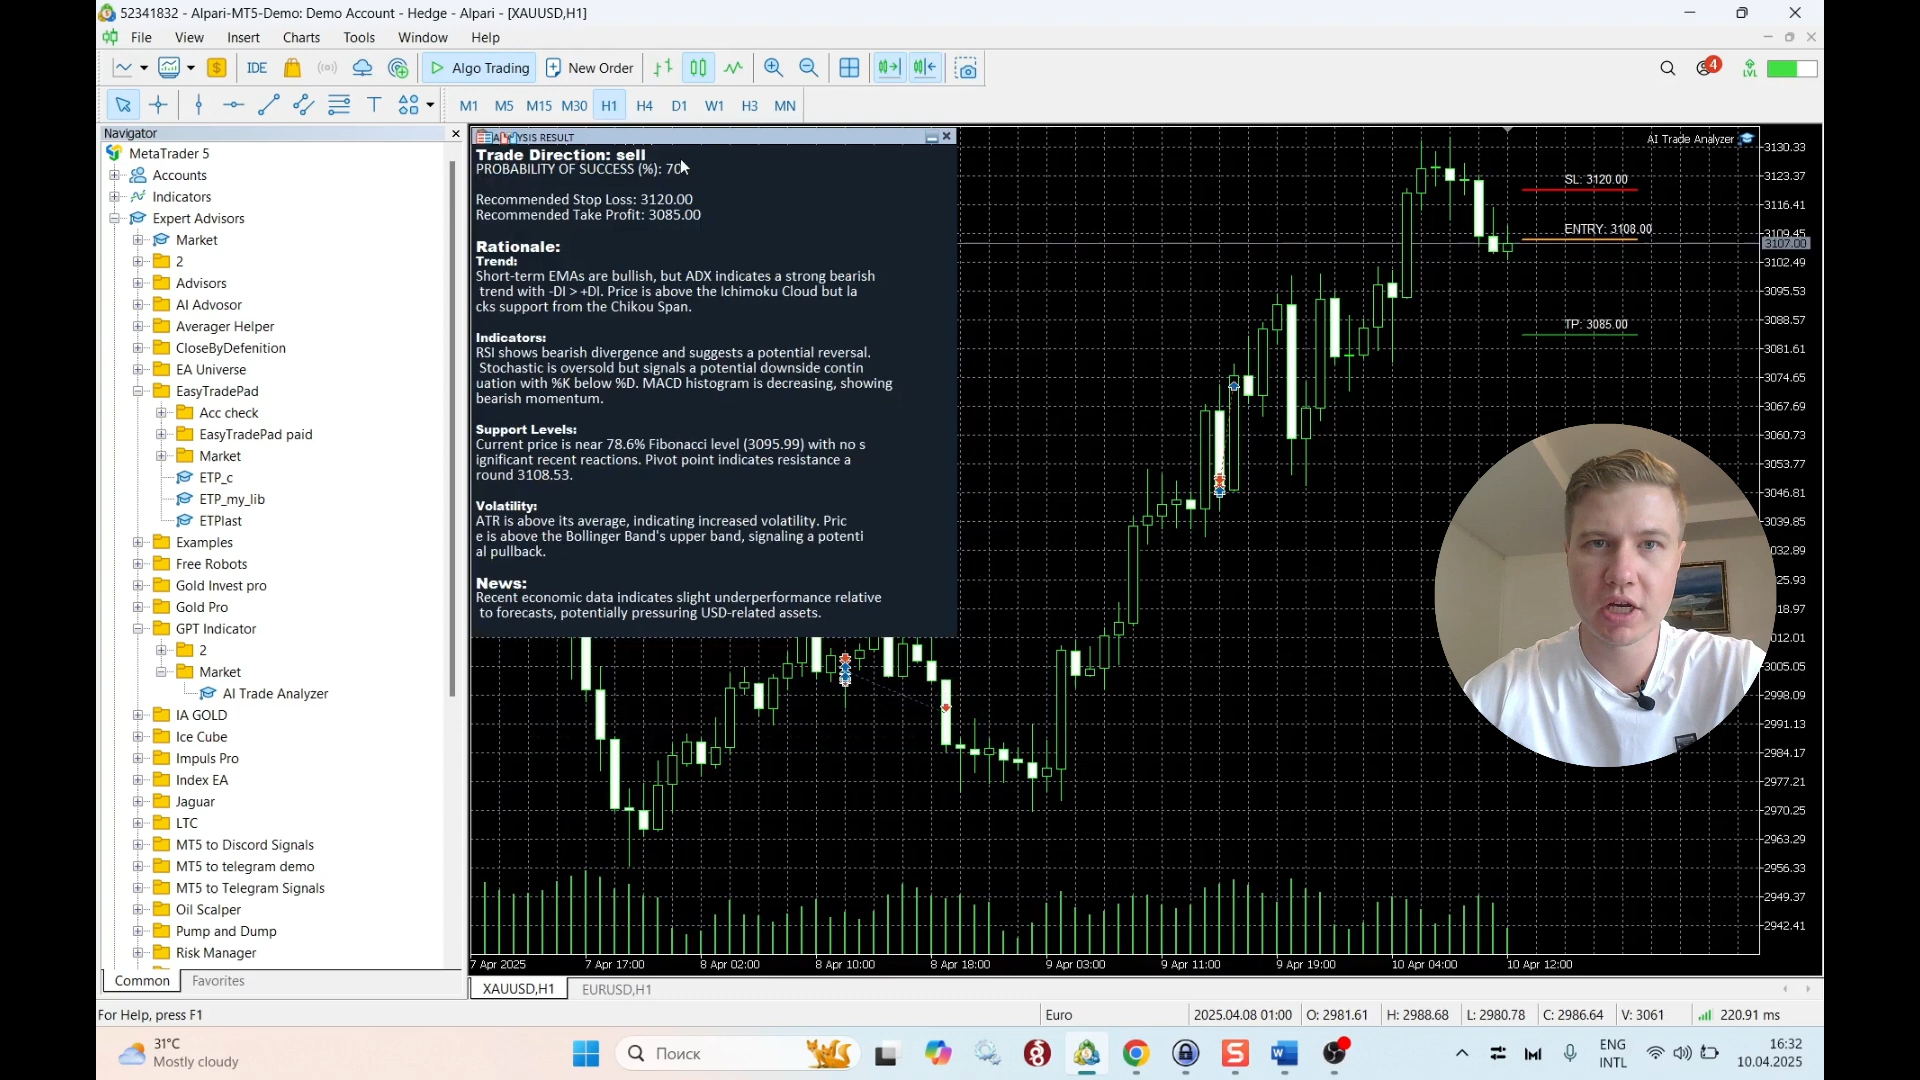 52341832 - Alpari-MT5-Demo: Demo Account - Hedge - Alpari - [XAUUSD,H1]
File View Insert Charts Tools Window Help
IDE Algo Trading New Order 4 LVL
M1 M5 M15 M30 H1 H4 D1 W1 H3 MN
Navigator
MetaTrader 5
Accounts
Indicators
Expert Advisors
Market
2
Advisors
AI Advosor
Averager Helper
CloseByDefenition
EA Universe
EasyTradePad
Acc check
EasyTradePad paid
Market
ETP_c
ETP_my_lib
ETPlast
Examples
Free Robots
Gold Invest pro
Gold Pro
GPT Indicator
2
Market
AI Trade Analyzer
IA GOLD
Ice Cube
Impuls Pro
Index EA
Jaguar
LTC
MT5 to Discord Signals
MT5 to telegram demo
MT5 to Telegram Signals
Oil Scalper
Pump and Dump
Risk Manager
Common Favorites
YSIS RESULT
Trade Direction: sell
PROBABILITY OF SUCCESS (%): 70
Recommended Stop Loss: 3120.00
Recommended Take Profit: 3085.00
Rationale:
Trend:
Short-term EMAs are bullish, but ADX indicates a strong bearish
trend with -DI > +DI. Price is above the Ichimoku Cloud but la
cks support from the Chikou Span.
Indicators:
RSI shows bearish divergence and suggests a potential reversal.
Stochastic is oversold but signals a potential downside contin
uation with %K below %D. MACD histogram is decreasing, showing
bearish momentum.
Support Levels:
Current price is near 78.6% Fibonacci level (3095.99) with no s
ignificant recent reactions. Pivot point indicates resistance a
round 3108.53.
Volatility:
ATR is above its average, indicating increased volatility. Pric
e is above the Bollinger Band's upper band, signaling a potenti
al pullback.
News:
Recent economic data indicates slight underperformance relative
to forecasts, potentially pressuring USD-related assets.
AI Trade Analyzer
SL: 3120.00
ENTRY: 3108.00
TP: 3085.00
3130.33
3123.37
3116.41
3109.45
3107.00
3102.49
3095.53
3088.57
3081.61
3074.65
3067.69
3060.73
3053.77
3046.81
3039.85
032.89
25.93
18.97
012.01
3005.05
2998.09
2991.13
2984.17
2977.21
2970.25
2963.29
2956.33
2949.37
2942.41
7 Apr 2025 7 Apr 17:00 8 Apr 02:00 8 Apr 10:00 8 Apr 18:00 9 Apr 03:00 9 Apr 11:00 9 Apr 19:00 10 Apr 04:00 10 Apr 12:00
XAUUSD,H1 EURUSD,H1
For Help, press F1 Euro 2025.04.08 01:00 O: 2981.61 H: 2988.68 L: 2980.78 C: 2986.64 V: 3061 220.91 ms
31°C
Mostly cloudy
Поиск
ENG
INTL
16:32
10.04.2025